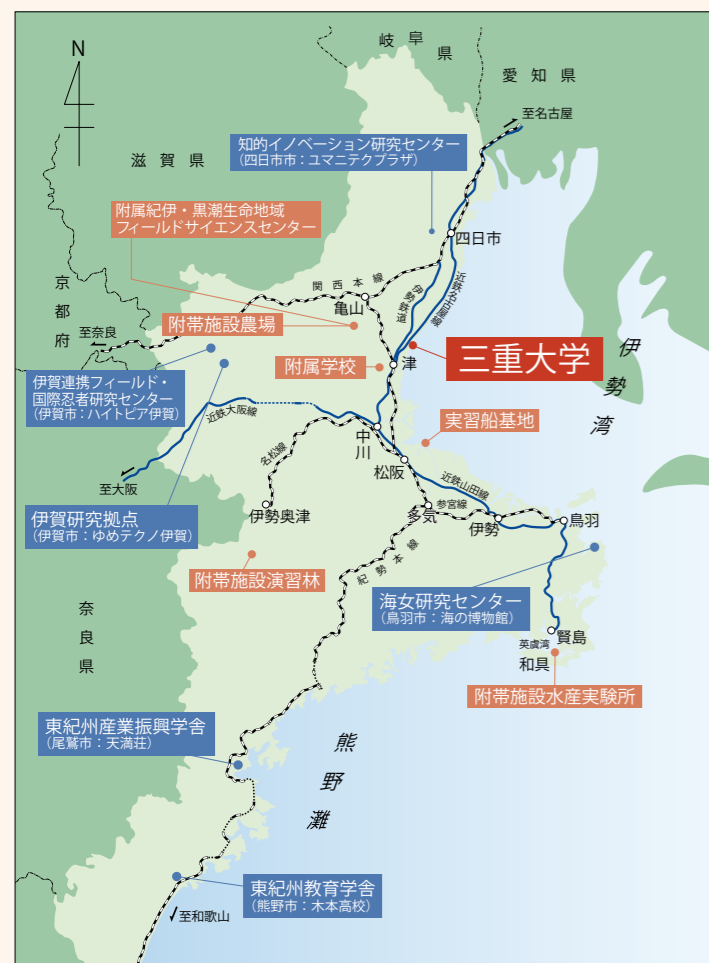 N
岐阜県
愛知県
至名古屋
滋賀県
知的イノベーション研究センター
(四日市市：ユマニテクプラザ)
附属紀伊・黒潮生命地域
フィールドサイエンスセンター
四日市
京都府
関西本線
伊勢鉄道
近鉄名古屋線
亀山
附帯施設農場
至奈良
三重大学
伊勢湾
津
附属学校
伊賀連携フィールド・
国際忍者研究センター
(伊賀市：ハイトピア伊賀)
近鉄大阪線
実習船基地
中川
名松線
松阪
近鉄山田線
至大阪
参宮線
伊勢奥津
多気
伊勢
鳥羽
伊賀研究拠点
(伊賀市：ゆめテクノ伊賀)
紀勢本線
附帯施設演習林
海女研究センター
(鳥羽市：海の博物館)
奈良県
賢島
英虞湾
和具
附帯施設水産実験所
東紀州産業振興学舎
(尾鷲市：天満荘)
熊野灘
東紀州教育学舎
(熊野市：木本高校)
至和歌山